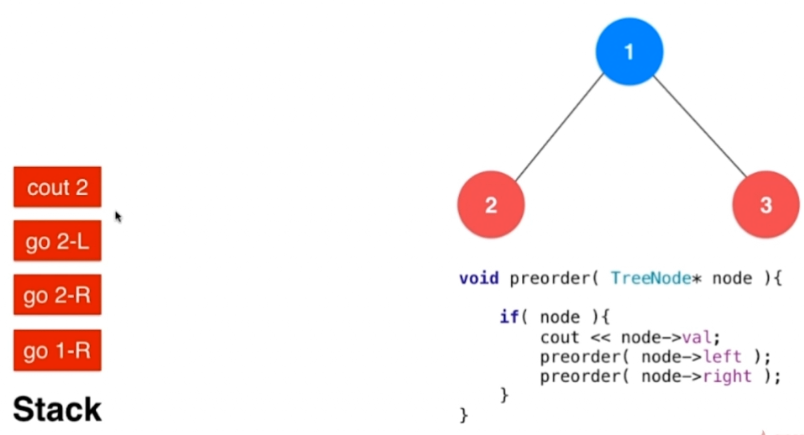 1
2
3
cout 2
go 2-L
go 2-R
go 1-R
Stack
void preorder( TreeNode* node ){
if( node ){
cout << node->val;
preorder( node->left );
preorder( node->right );
}
}